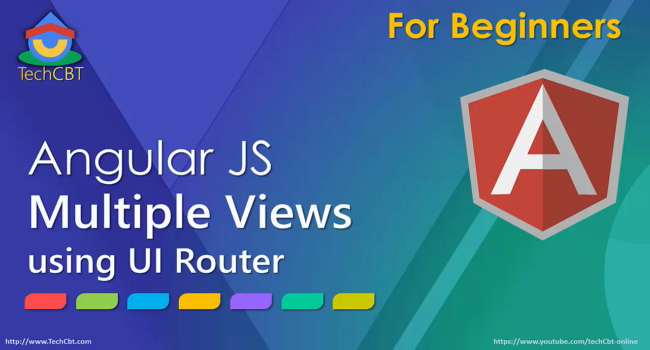 For Beginners
TechCBT
A
Angular JS
Multiple Views
using UI Router
http://www.TechCbt.com
https://www.youtube.com/techCbt-online